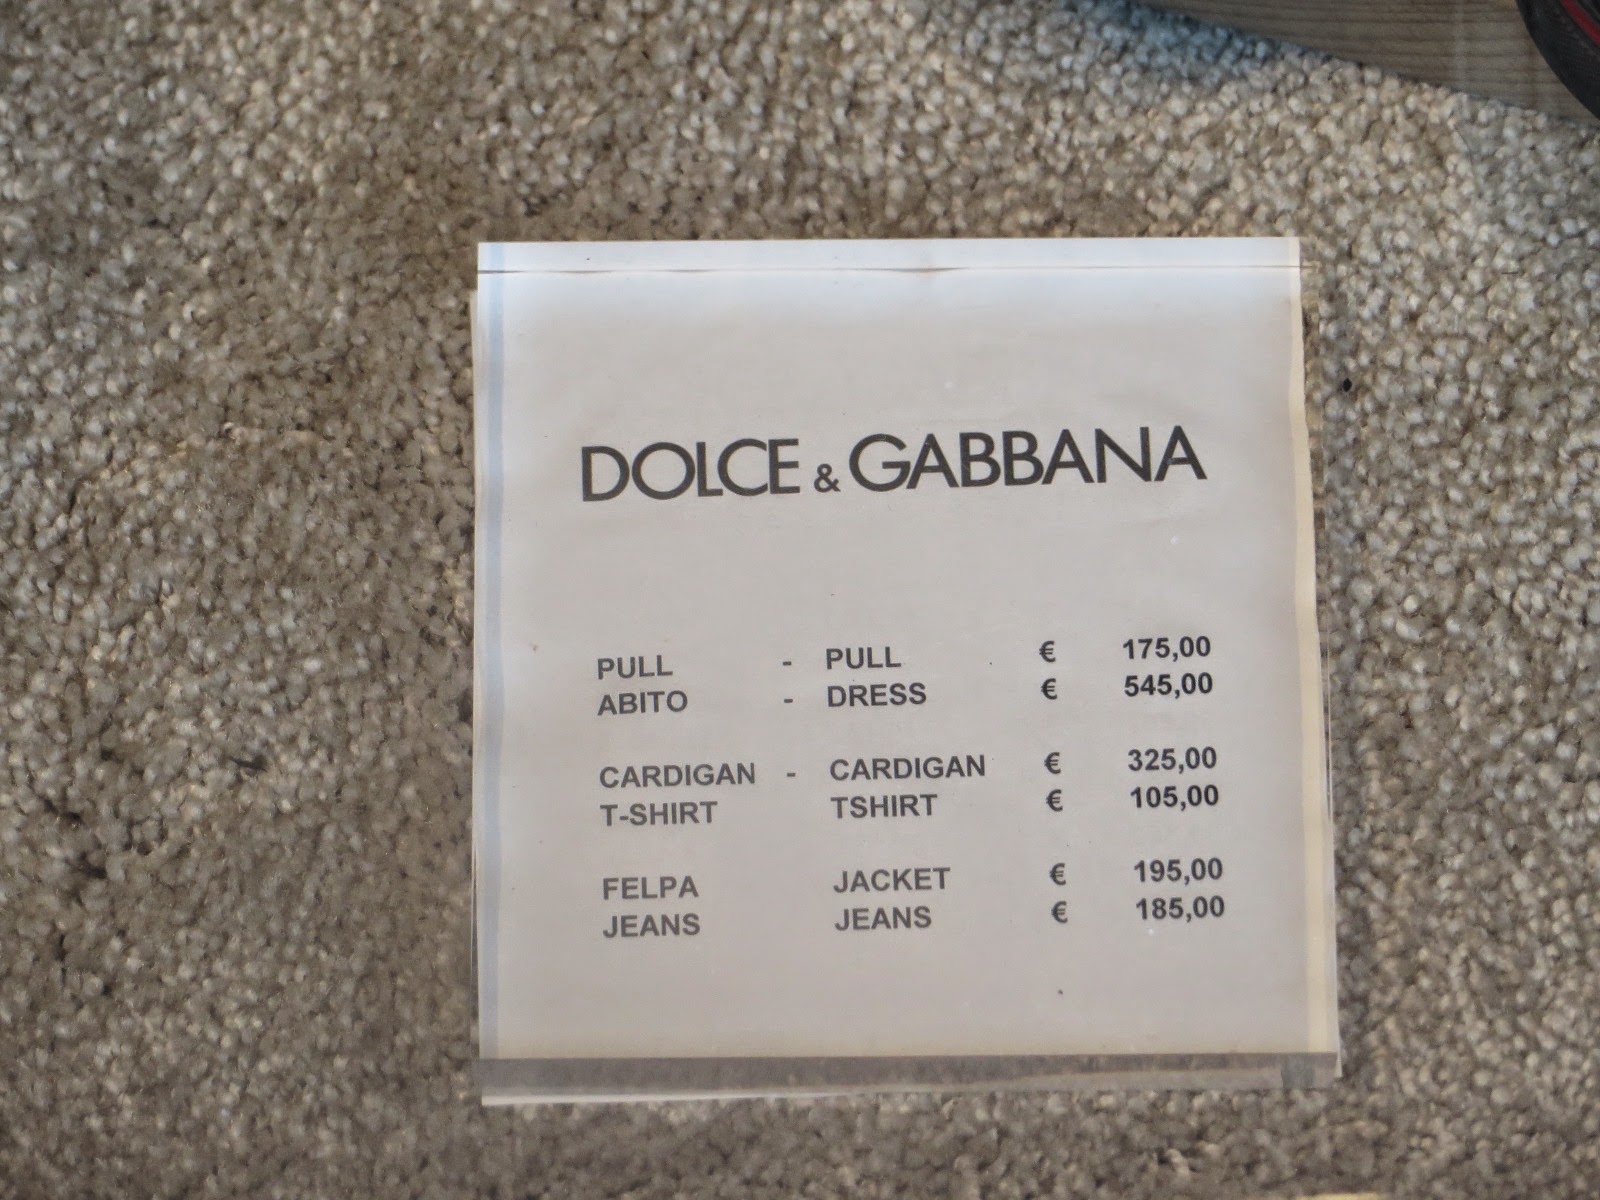 DOLCE & GABBANA
PULL - PULL € 175,00
ABITO - DRESS € 545,00
CARDIGAN - CARDIGAN € 325,00
T-SHIRT TSHIRT € 105,00
FELPA JACKET € 195,00
JEANS JEANS € 185,00